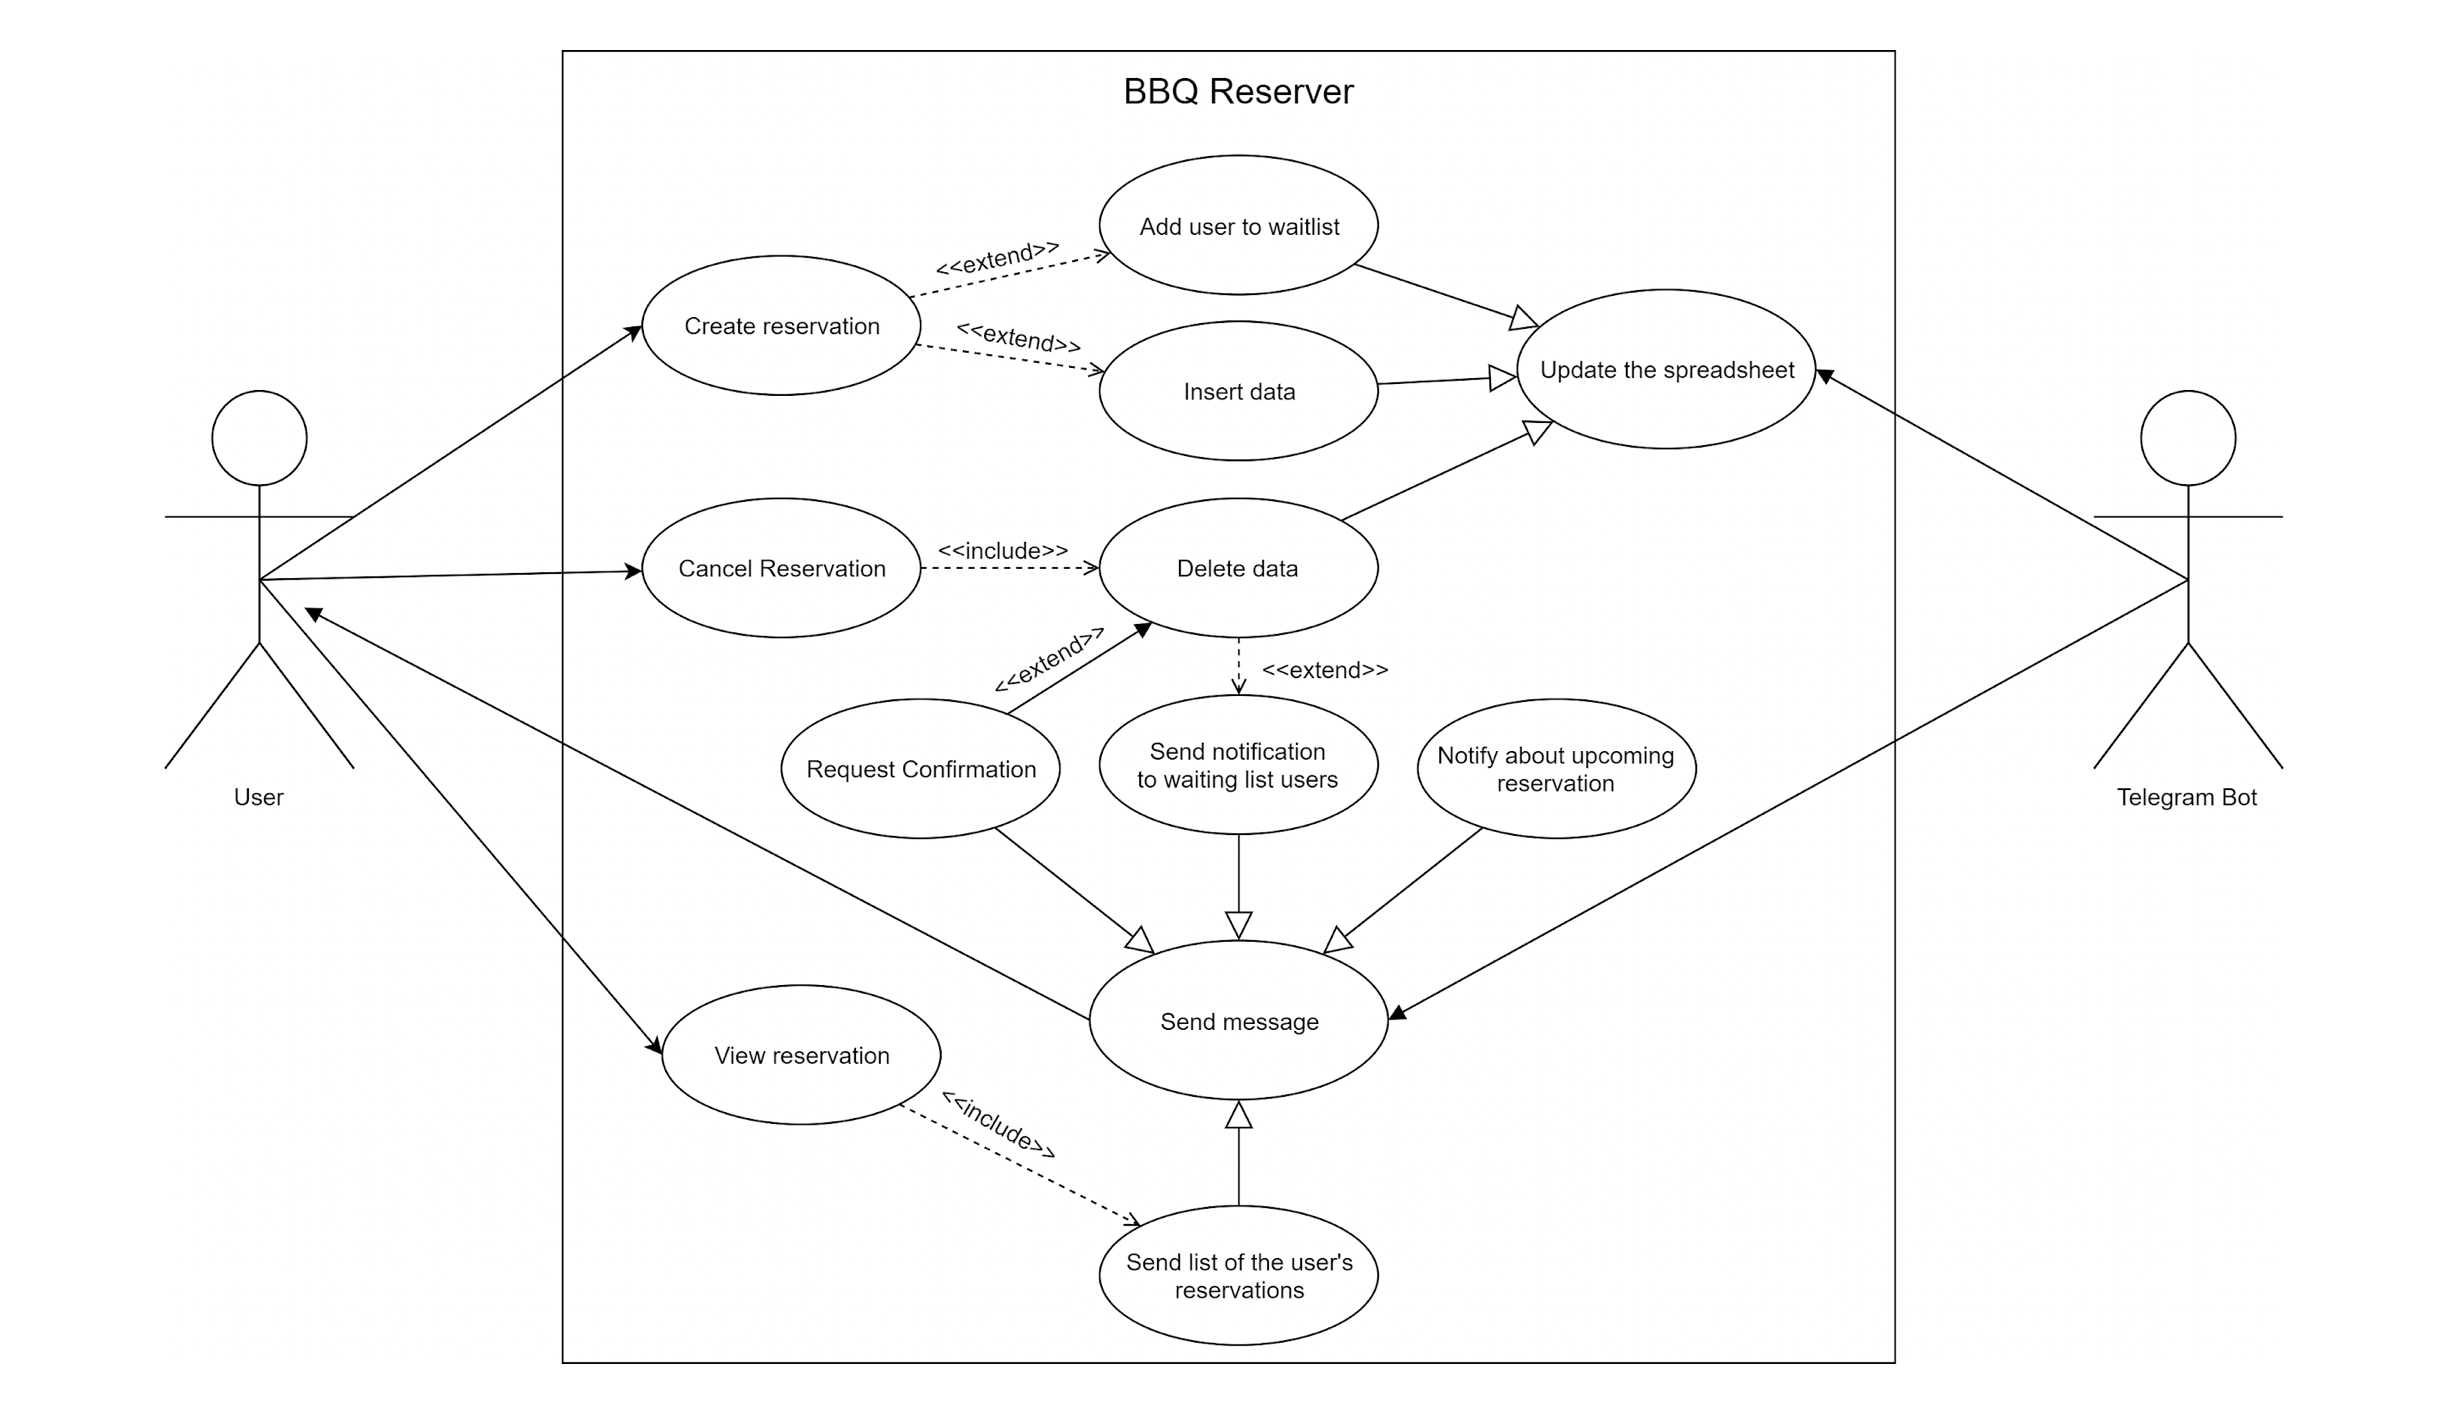 BBQ Reserver
Add user to waitlist
<<extend>>
Create reservation
<<extend>>
Insert data
Update the spreadsheet
Cancel Reservation
<<include>>
Delete data
<<extend>>
<<extend>>
Request Confirmation
Send notification
to waiting list users
Notify about upcoming
reservation
User
Telegram Bot
Send message
View reservation
<<include>>
Send list of the user's
reservations